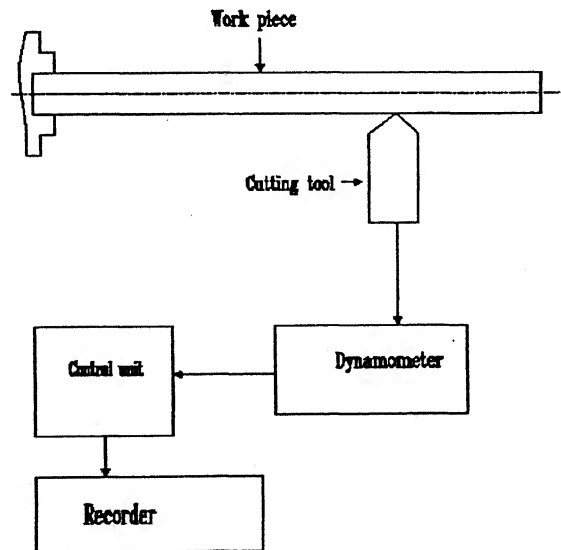 Work piece
Cutting tool
Dynamometer
Control unit
Recorder